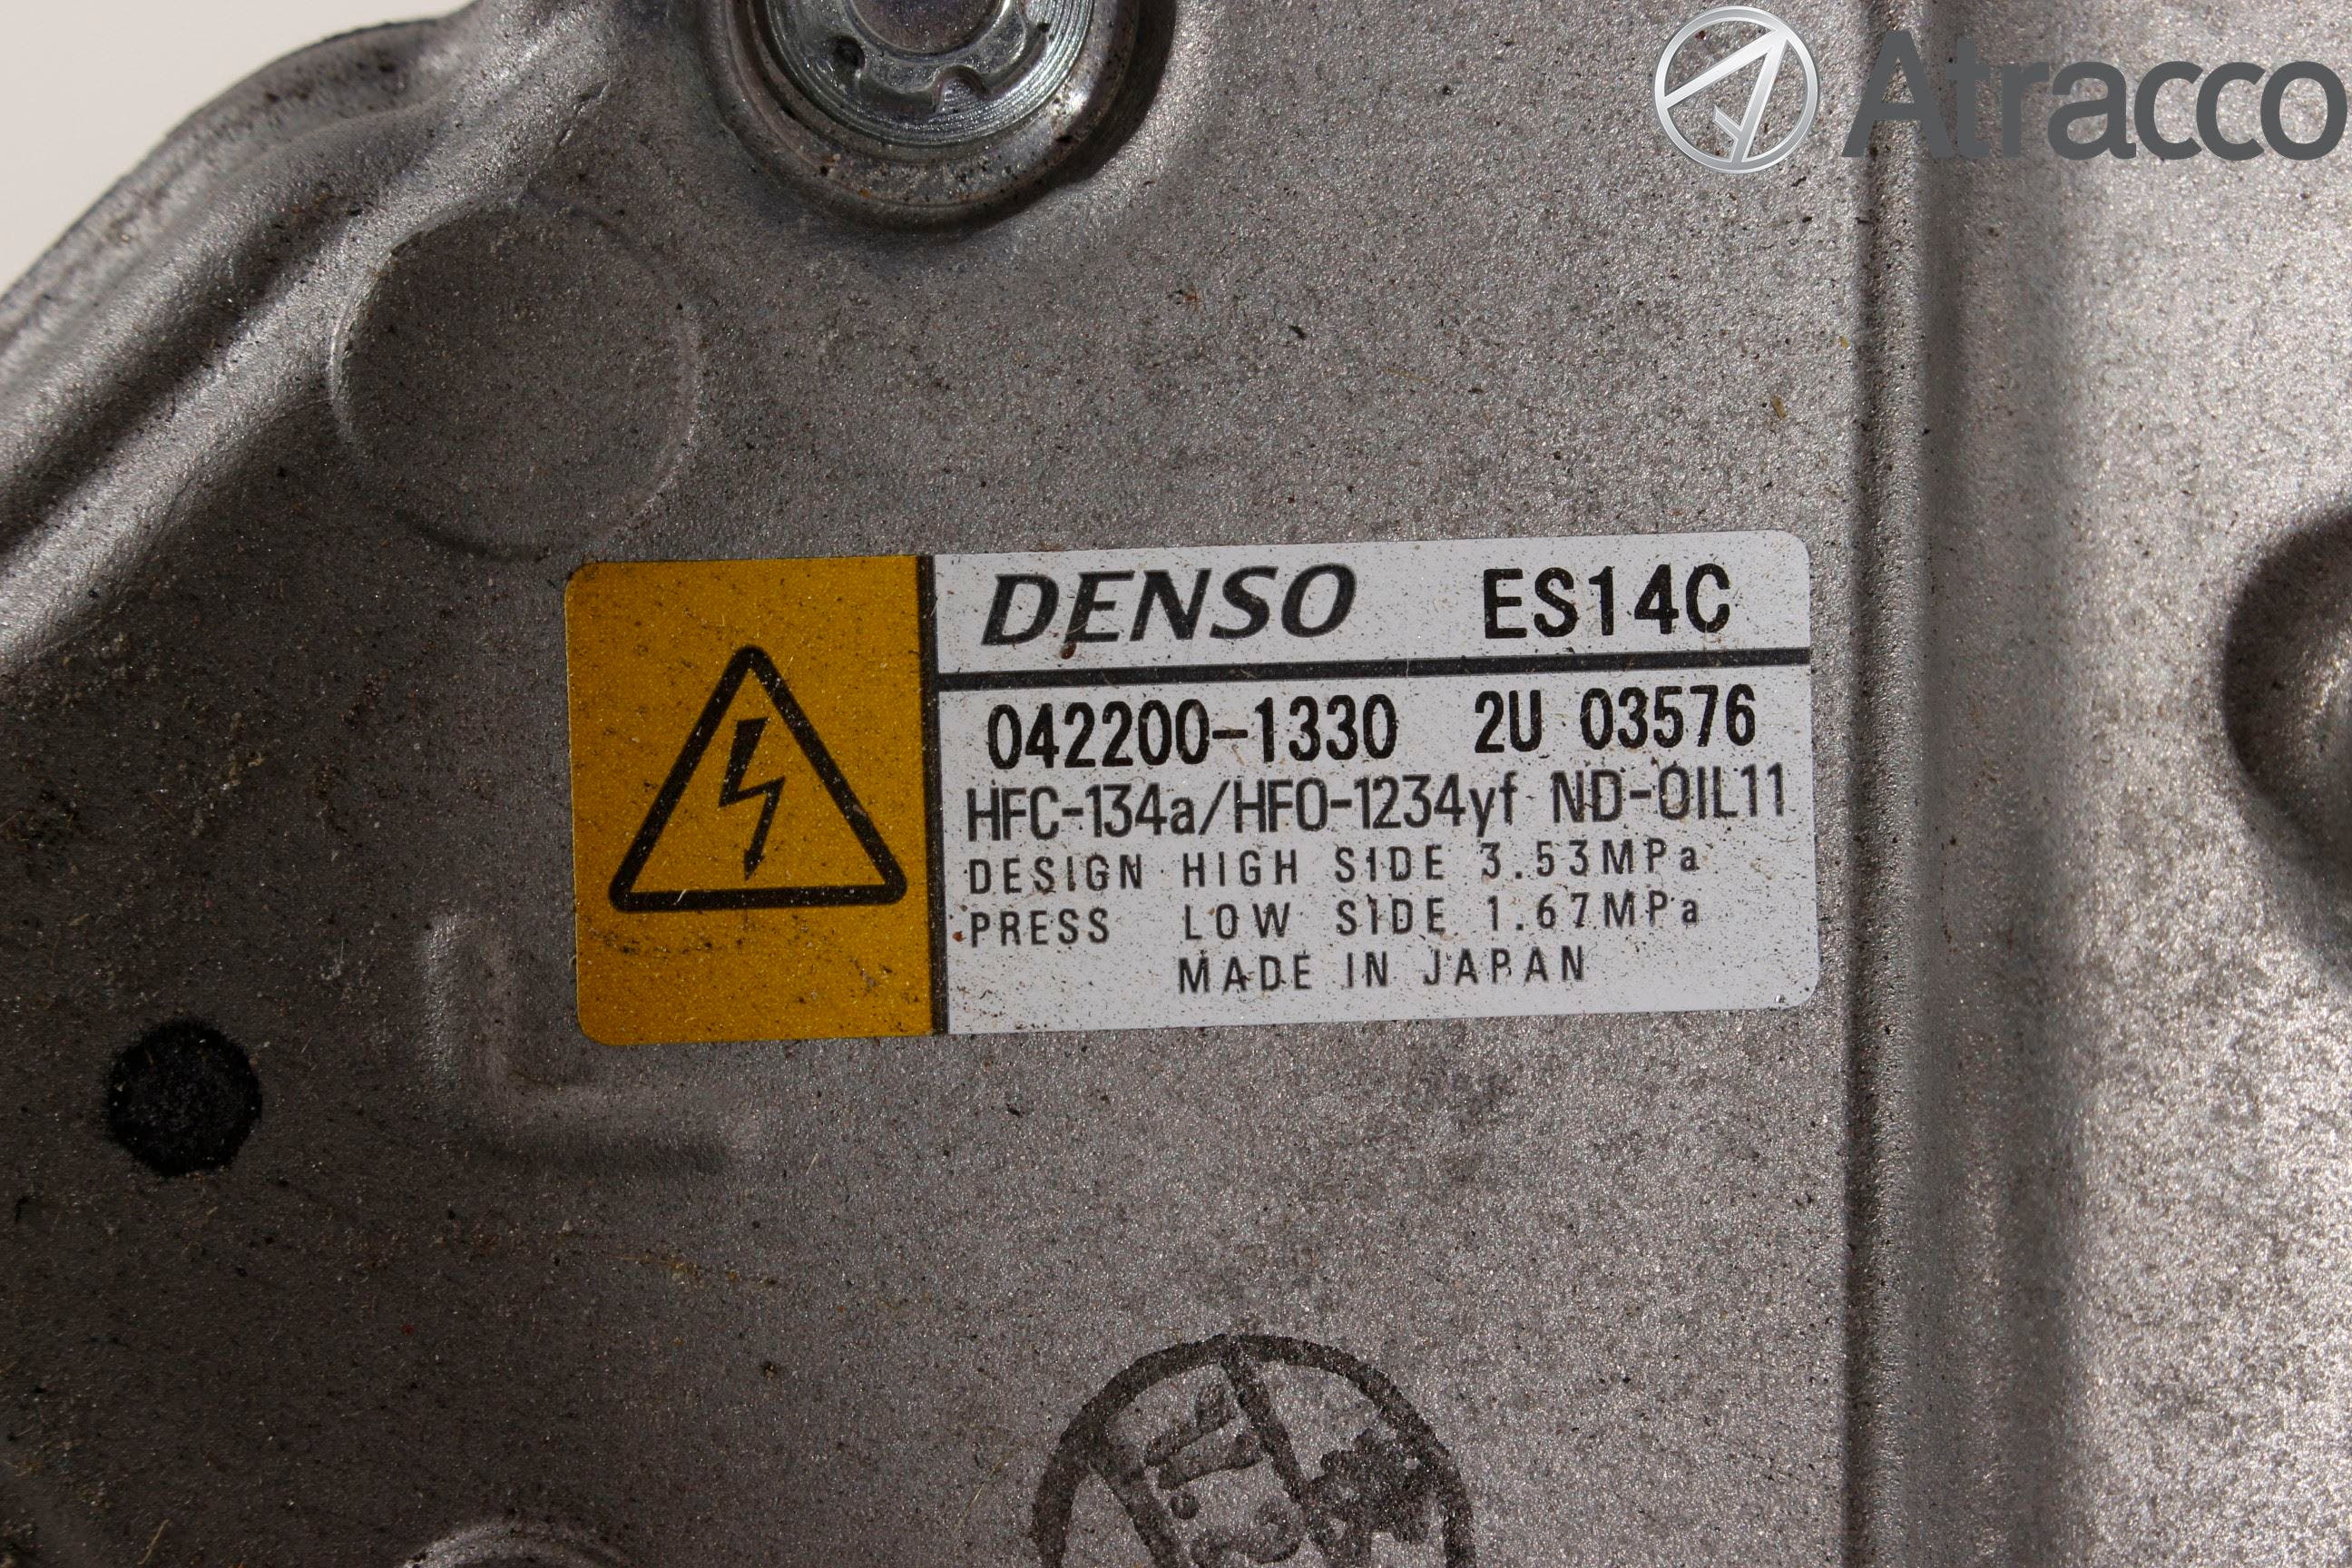 Atracco
DENSO ES14C
042200-1330 2U 03576
HFC-134a/HFO-1234yf ND-OIL11
DESIGN HIGH SIDE 3.53MPa
PRESS LOW SIDE 1.67MPa
MADE IN JAPAN